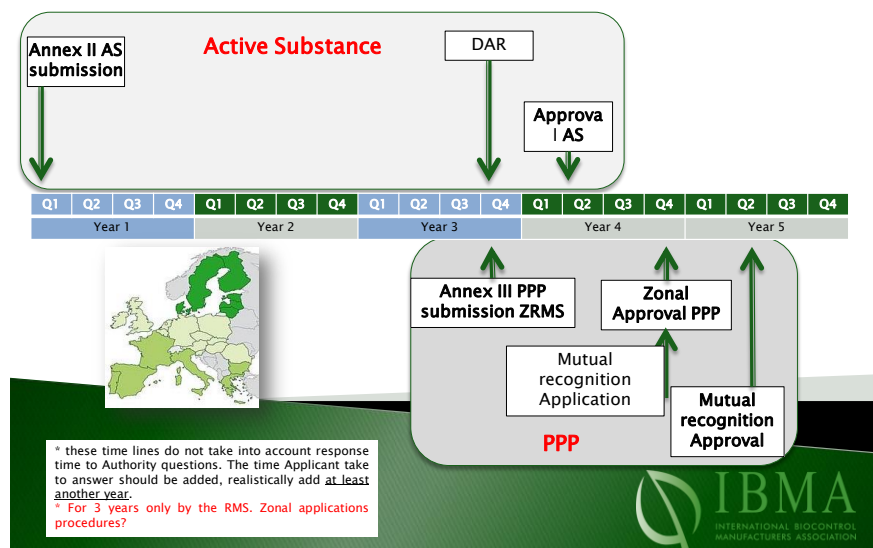 Annex II AS
submission
Active Substance
DAR
Approva
l AS
Q1 Q2 Q3 Q4 Q1 Q2 Q3 Q4 Q1 Q2 Q3 Q4 Q1 Q2 Q3 Q4 Q1 Q2 Q3 Q4
Year 1 Year 2 Year 3 Year 4 Year 5
Annex III PPP
submission ZRMS
Zonal
Approval PPP
Mutual
recognition
Application
Mutual
recognition
Approval
PPP
* these time lines do not take into account response
time to Authority questions. The time Applicant take
to answer should be added, realistically add at least
another year.
* For 3 years only by the RMS. Zonal applications
procedures?
IBMA
INTERNATIONAL BIOCONTROL
MANUFACTURERS ASSOCIATION